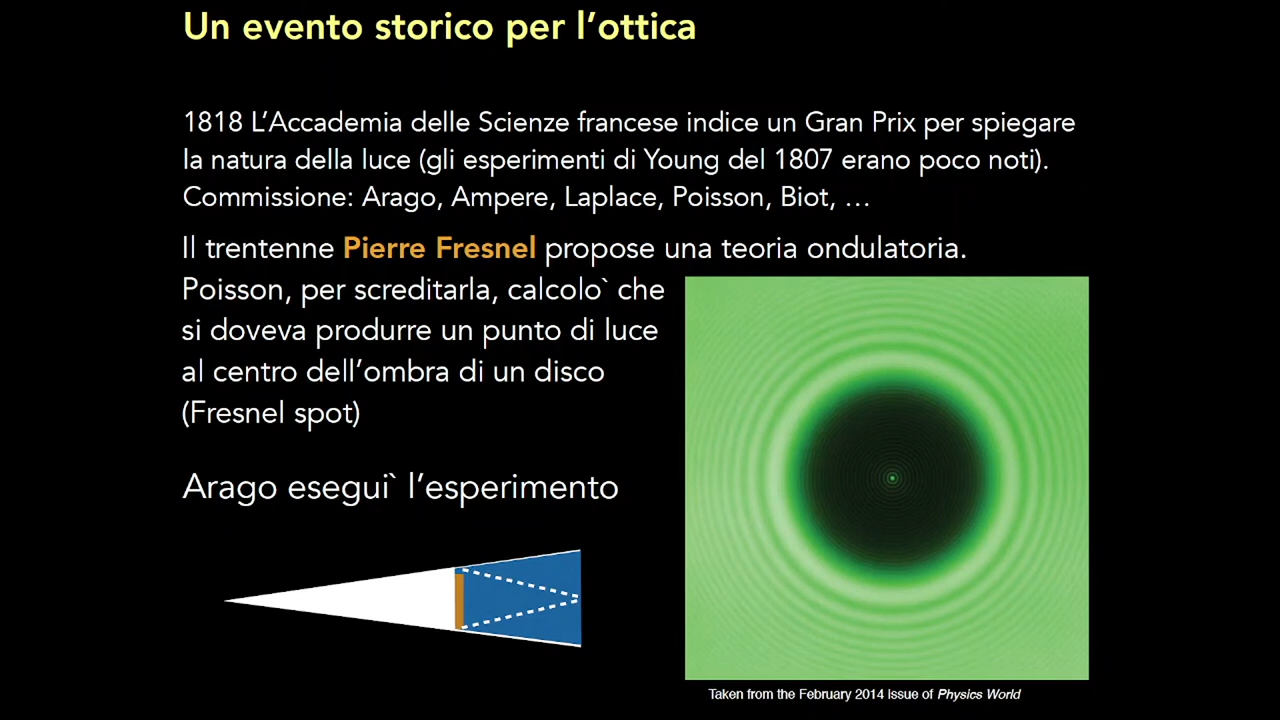 Un evento storico per l’ottica
1818 L’Accademia delle Scienze francese indice un Gran Prix per spiegare
la natura della luce (gli esperimenti di Young del 1807 erano poco noti).
Commissione: Arago, Ampere, Laplace, Poisson, Biot, …
Il trentenne Pierre Fresnel propose una teoria ondulatoria.
Poisson, per screditarla, calcolo` che
si doveva produrre un punto di luce
al centro dell’ombra di un disco
(Fresnel spot)
Arago esegui` l’esperimento
Taken from the February 2014 Issue of Physics World